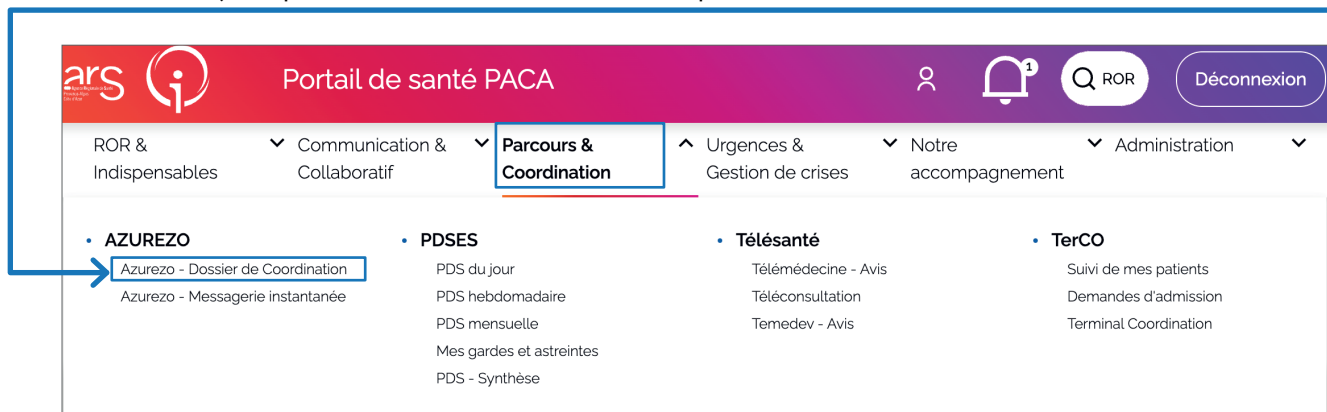 ars
Portail de santé PACA
1
ROR
Déconnexion
ROR &
Indispensables
Communication &
Collaboratif
Parcours &
Coordination
Urgences &
Gestion de crises
Notre
accompagnement
Administration
• AZUREZO
Azurezo - Dossier de Coordination
Azurezo - Messagerie instantanée
• PDSES
PDS du jour
PDS hebdomadaire
PDS mensuelle
Mes gardes et astreintes
PDS - Synthèse
• Télésanté
Télémédecine - Avis
Téléconsultation
Temedev - Avis
• TerCO
Suivi de mes patients
Demandes d'admission
Terminal Coordination